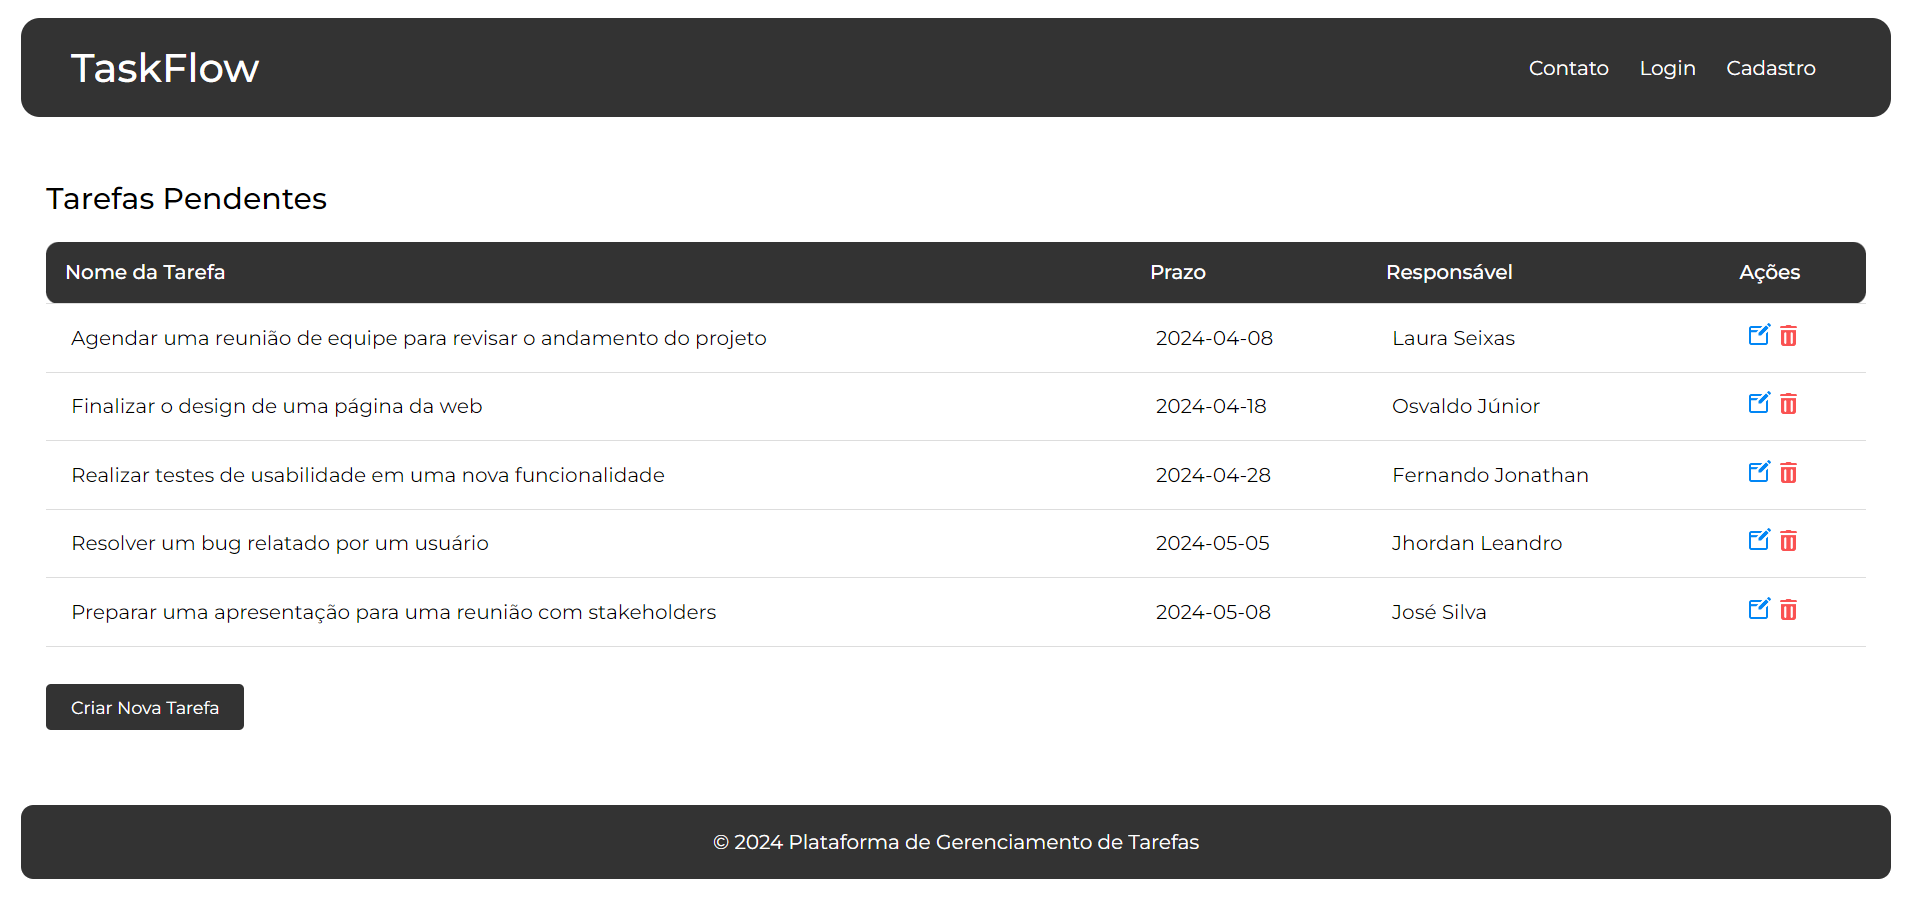 TaskFlow
Contato Login Cadastro
Tarefas Pendentes
Nome da Tarefa Prazo Responsável Ações
Agendar uma reunião de equipe para revisar o andamento do projeto 2024-04-08 Laura Seixas
Finalizar o design de uma página da web 2024-04-18 Osvaldo Júnior
Realizar testes de usabilidade em uma nova funcionalidade 2024-04-28 Fernando Jonathan
Resolver um bug relatado por um usuário 2024-05-05 Jhordan Leandro
Preparar uma apresentação para uma reunião com stakeholders 2024-05-08 José Silva
Criar Nova Tarefa
© 2024 Plataforma de Gerenciamento de Tarefas